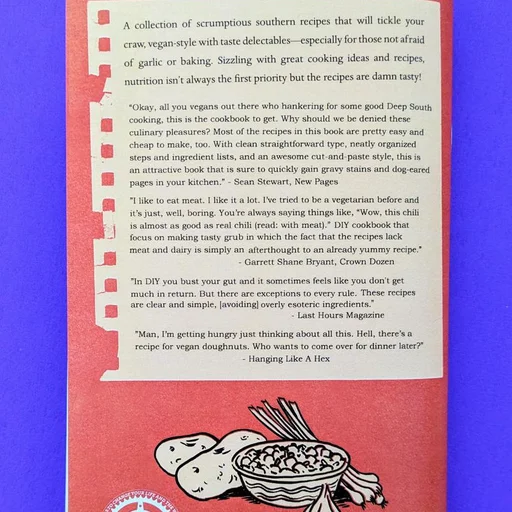 A collection of scrumptious southern recipes that will tickle your
craw, vegan-style with taste delectables—especially for those not afraid
of garlic or baking. Sizzling with great cooking ideas and recipes,
nutrition isn't always the first priority but the recipes are damn tasty!
"Okay, all you vegans out there who hankering for some good Deep South
cooking, this is the cookbook to get. Why should we be denied these
culinary pleasures? Most of the recipes in this book are pretty easy and
cheap to make, too. With clean straightforward type, neatly organized
steps and ingredient lists, and an awesome cut-and-paste style, this is
an attractive book that is sure to quickly gain gravy stains and dog-eared
pages in your kitchen." - Sean Stewart, New Pages
"I like to eat meat. I like it a lot. I've tried to be a vegetarian before and
it's just, well, boring. You're always saying things like, "Wow, this chili
is almost as good as real chili (read: with meat)." DIY cookbook that
focus on making tasty grub in which the fact that the recipes lack
meat and dairy is simply an afterthought to an already yummy recipe."
- Garrett Shane Bryant, Crown Dozen
"In DIY you bust your gut and it sometimes feels like you don't get
much in return. But there are exceptions to every rule. These recipes
are clear and simple, [avoiding] overly esoteric ingredients."
- Last Hours Magazine
"Man, I'm getting hungry just thinking about all this. Hell, there's a
recipe for vegan doughnuts. Who wants to come over for dinner later?"
- Hanging Like A Hex
CHANGE YOUR LIFE AND THE